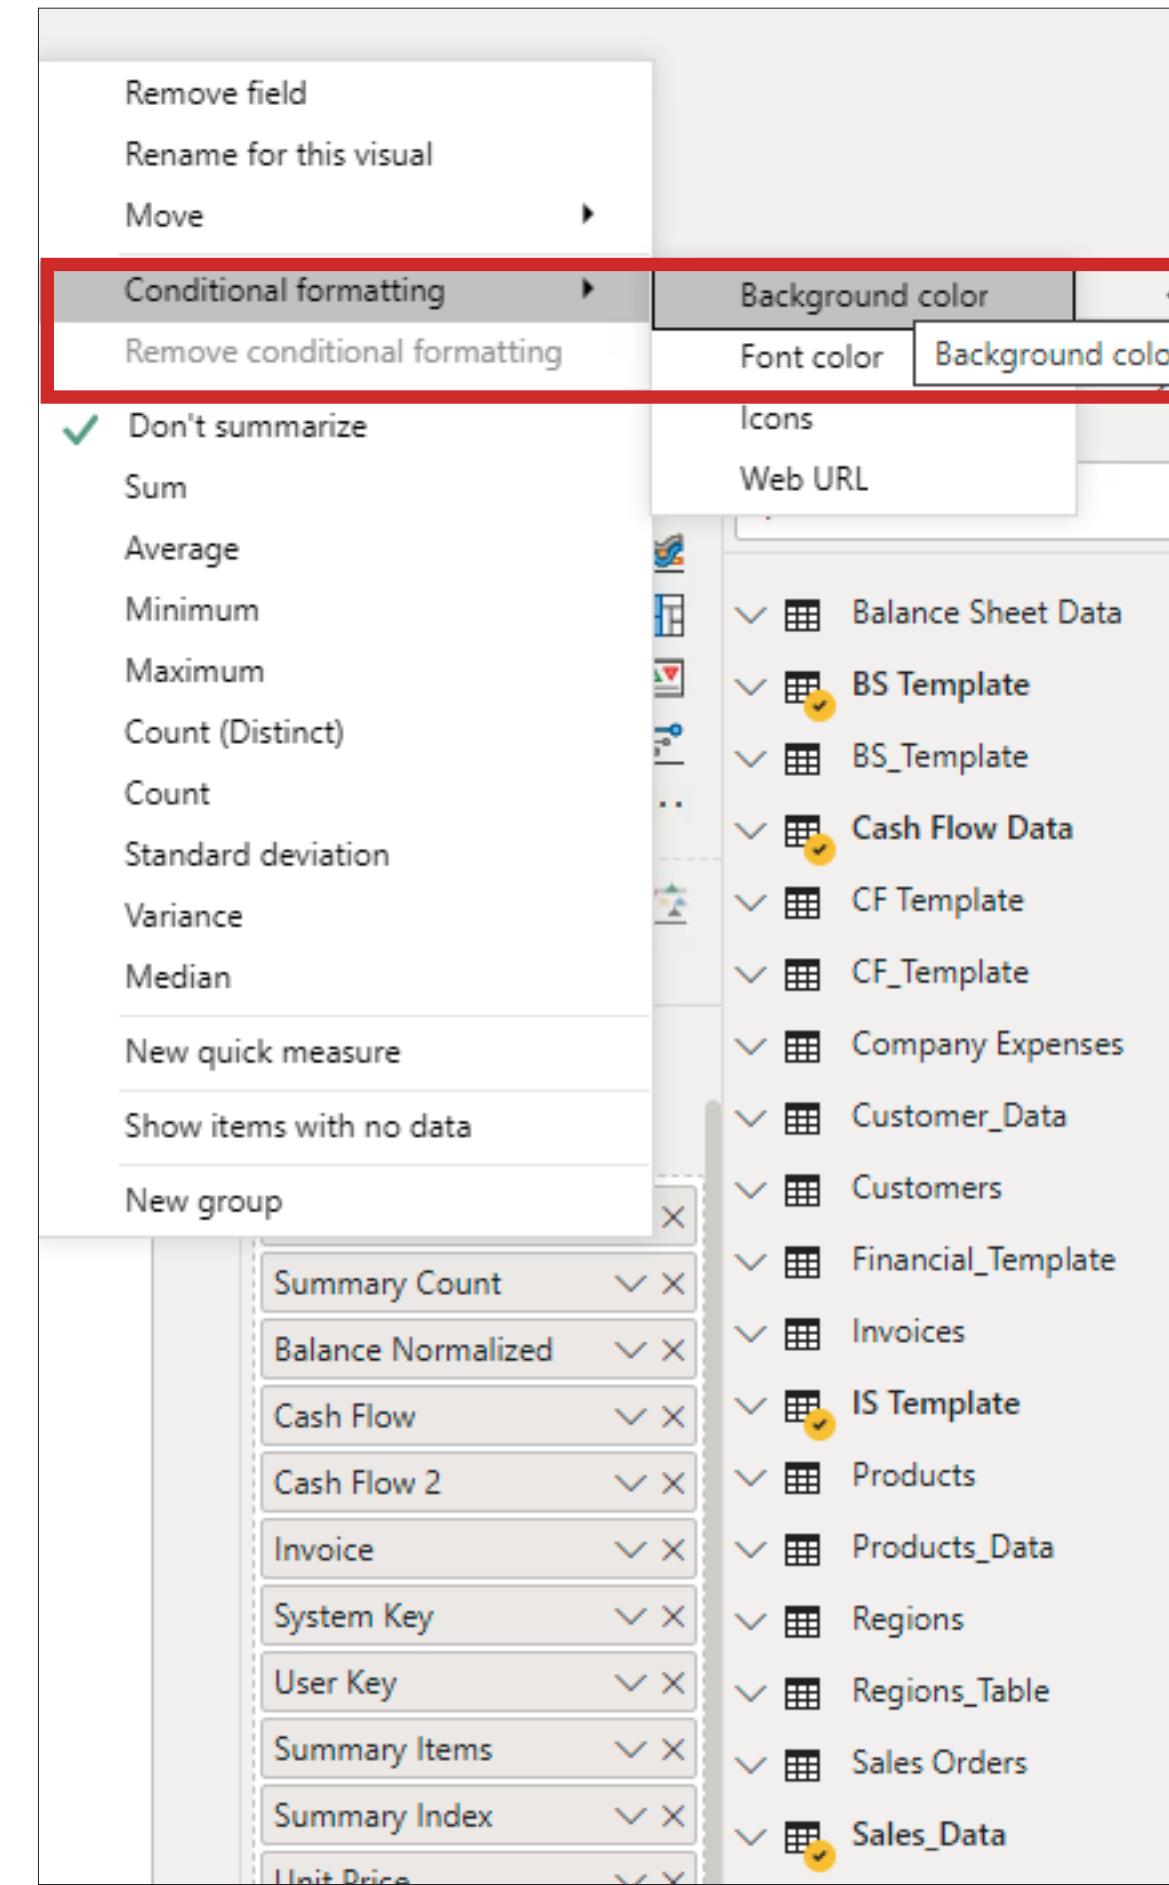 Remove field
Rename for this visual
Move
Conditional formatting
Remove conditional formatting
Don't summarize
Sum
Average
Minimum
Maximum
Count (Distinct)
Count
Standard deviation
Variance
Median
New quick measure
Show items with no data
New group
Background color
Font color
Background colo
Icons
Web URL
Summary Count
Balance Normalized
Cash Flow
Cash Flow 2
Invoice
System Key
User Key
Summary Items
Summary Index
Unit Price
Balance Sheet Data
BS Template
BS_Template
Cash Flow Data
CF Template
CF_Template
Company Expenses
Customer_Data
Customers
Financial_Template
Invoices
IS Template
Products
Products_Data
Regions
Regions_Table
Sales Orders
Sales_Data